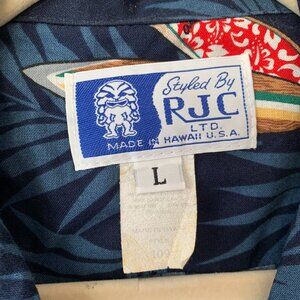 Styled By
RJC
LTD.
MADE IN HAWAII U.S.A.
L